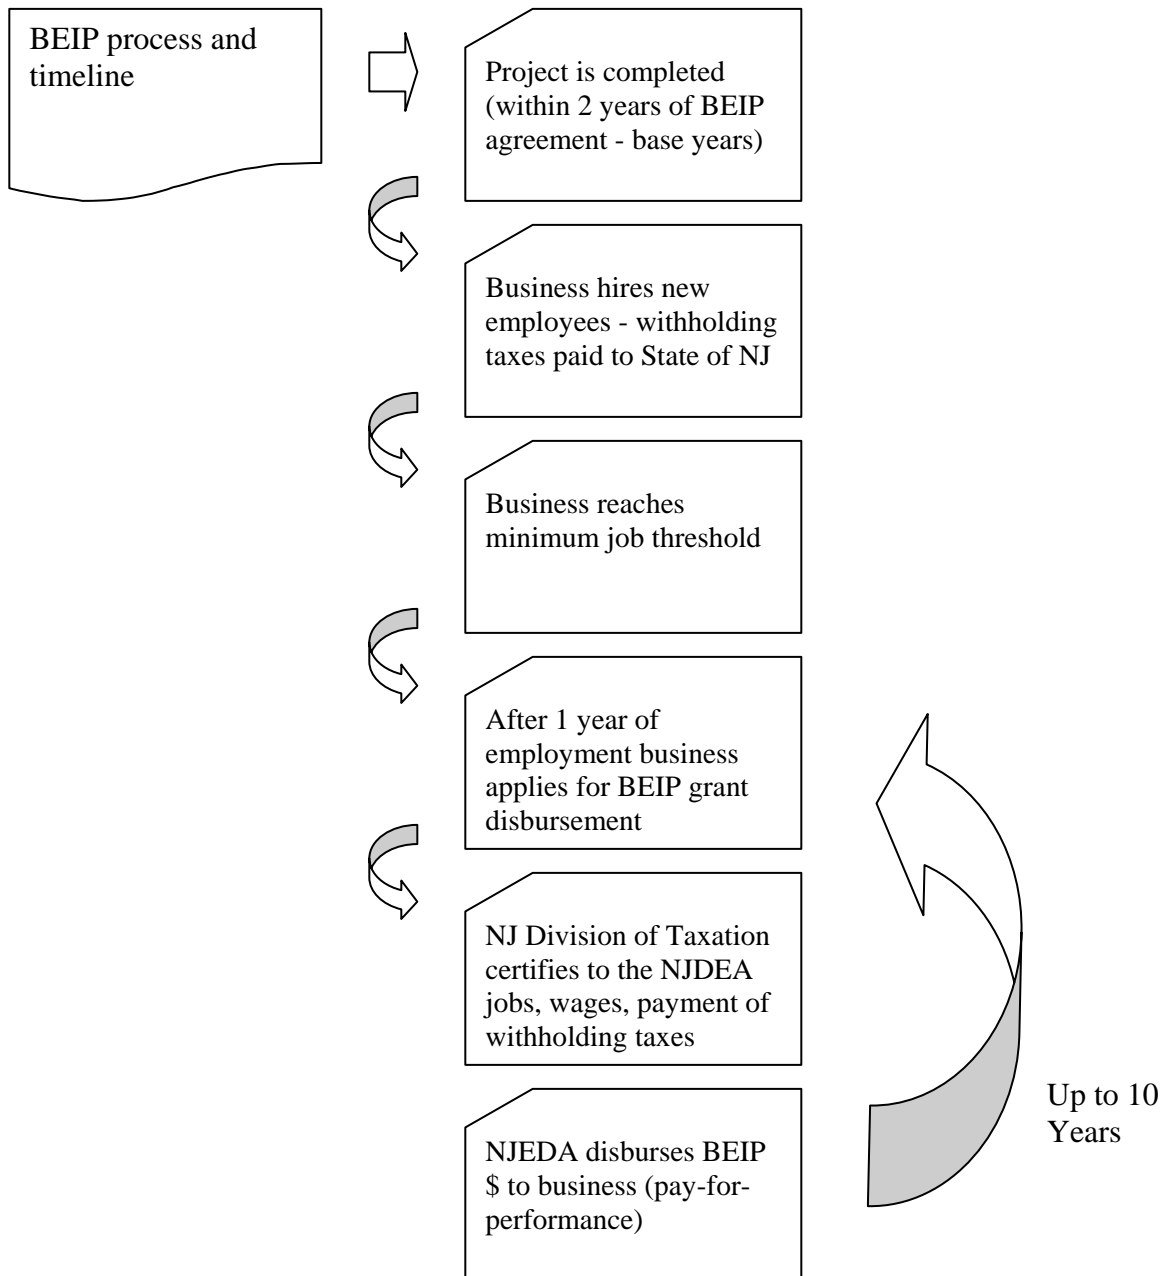 BEIP process and
timeline
Project is completed
(within 2 years of BEIP
agreement - base years)
Business hires new
employees - withholding
taxes paid to State of NJ
Business reaches
minimum job threshold
After 1 year of
employment business
applies for BEIP grant
disbursement
NJ Division of Taxation
certifies to the NJDEA
jobs, wages, payment of
withholding taxes
NJEDA disburses BEIP
$ to business (pay-for-
performance)
Up to 10
Years